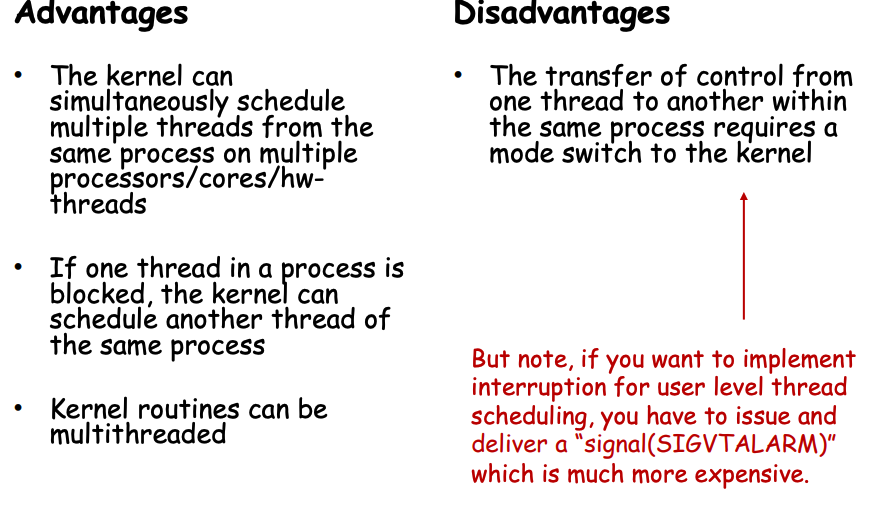 Advantages
• The kernel can
simultaneously schedule
multiple threads from the
same process on multiple
processors/cores/hw-
threads
• If one thread in a process is
blocked, the kernel can
schedule another thread of
the same process
• Kernel routines can be
multithreaded
Disadvantages
• The transfer of control from
one thread to another within
the same process requires a
mode switch to the kernel
But note, if you want to implement
interruption for user level thread
scheduling, you have to issue and
deliver a “signal(SIGVTALARM)”
which is much more expensive.